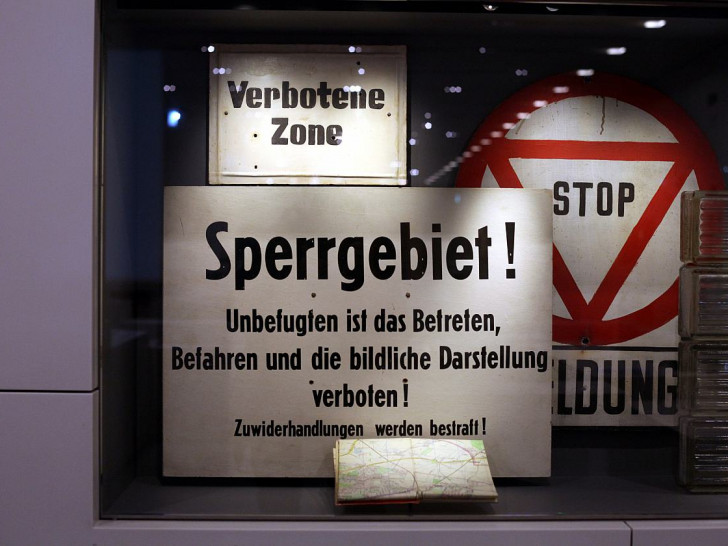 Verbotene
Zone
Sperrgebiet!
Unbefugten ist das Betreten,
Befahren und die bildliche Darstellung
verboten!
Zuwiderhandlungen werden bestraft!
STOP
LDUNG